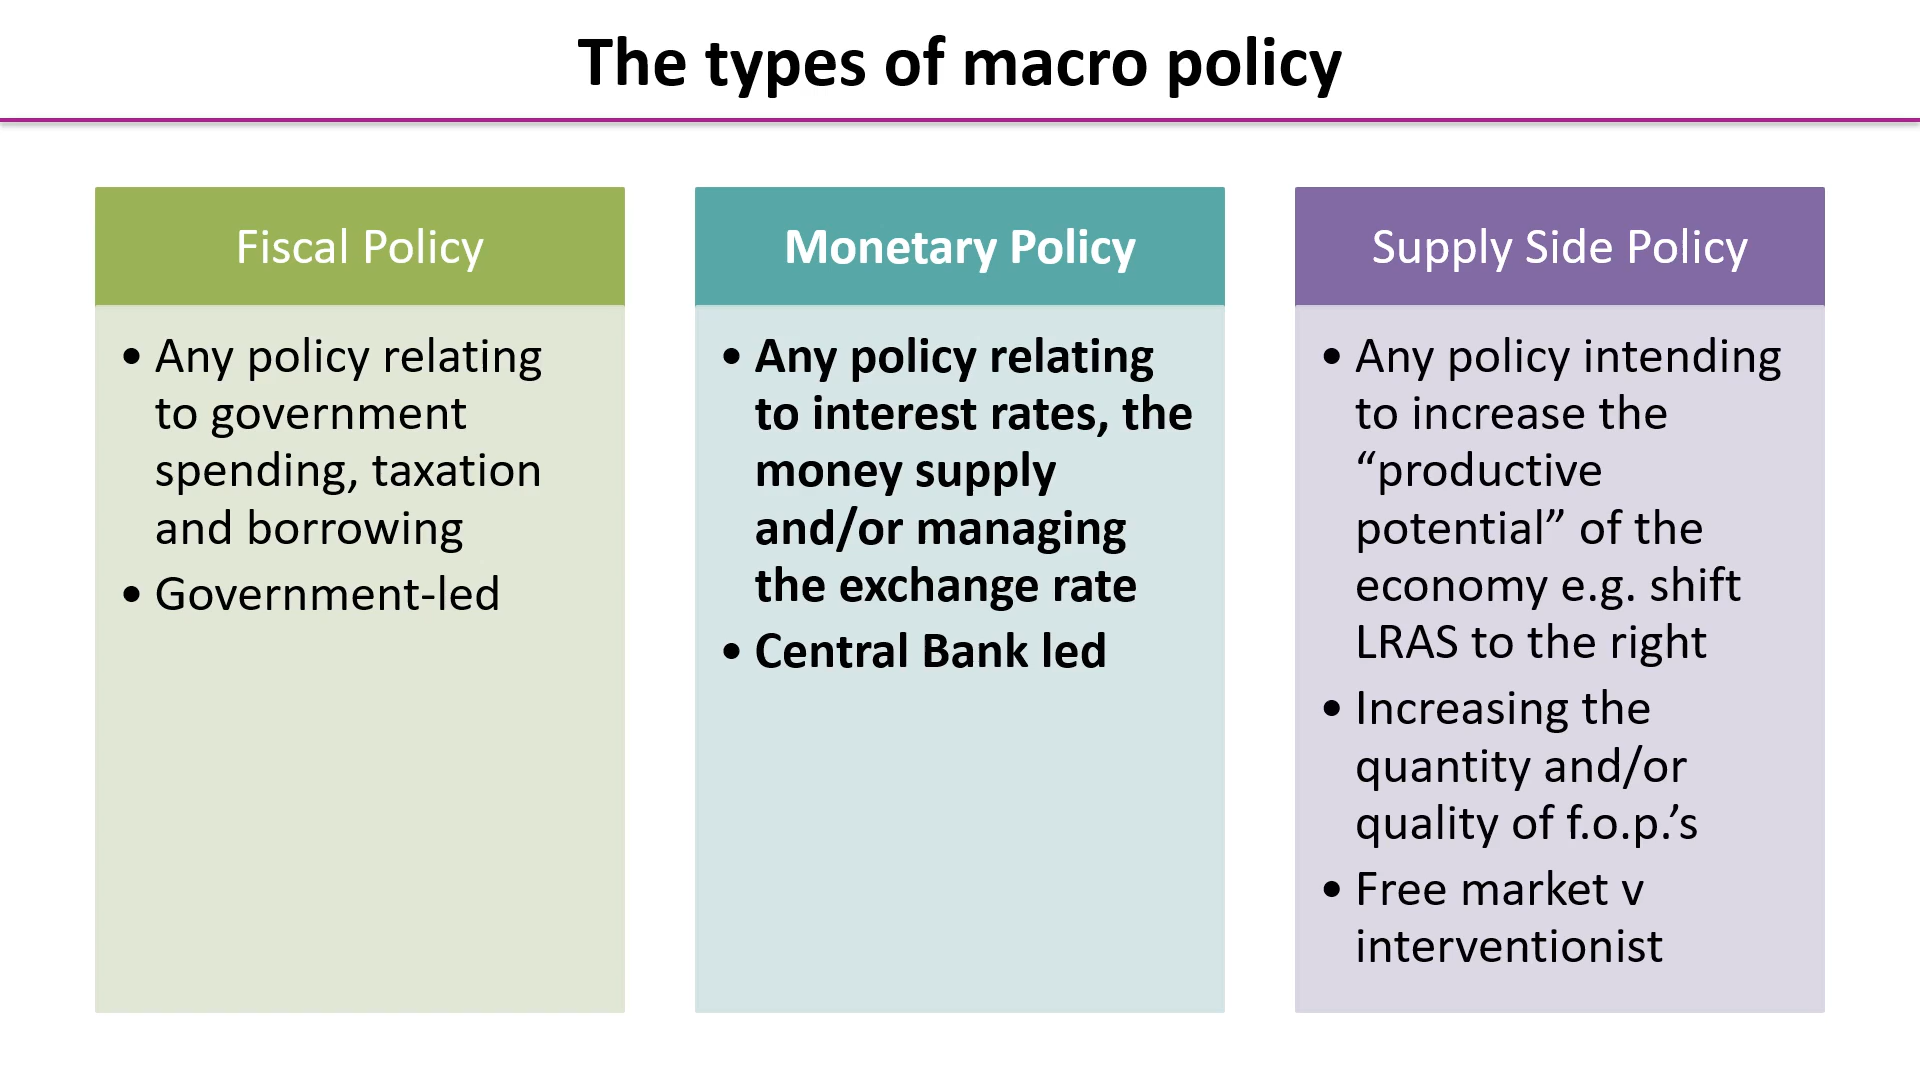 The types of macro policy
Fiscal Policy
• Any policy relating
to government
spending, taxation
and borrowing
• Government-led
Monetary Policy
• Any policy relating
to interest rates, the
money supply
and/or managing
the exchange rate
• Central Bank led
Supply Side Policy
• Any policy intending
to increase the
“productive
potential” of the
economy e.g. shift
LRAS to the right
• Increasing the
quantity and/or
quality of f.o.p.’s
• Free market v
interventionist